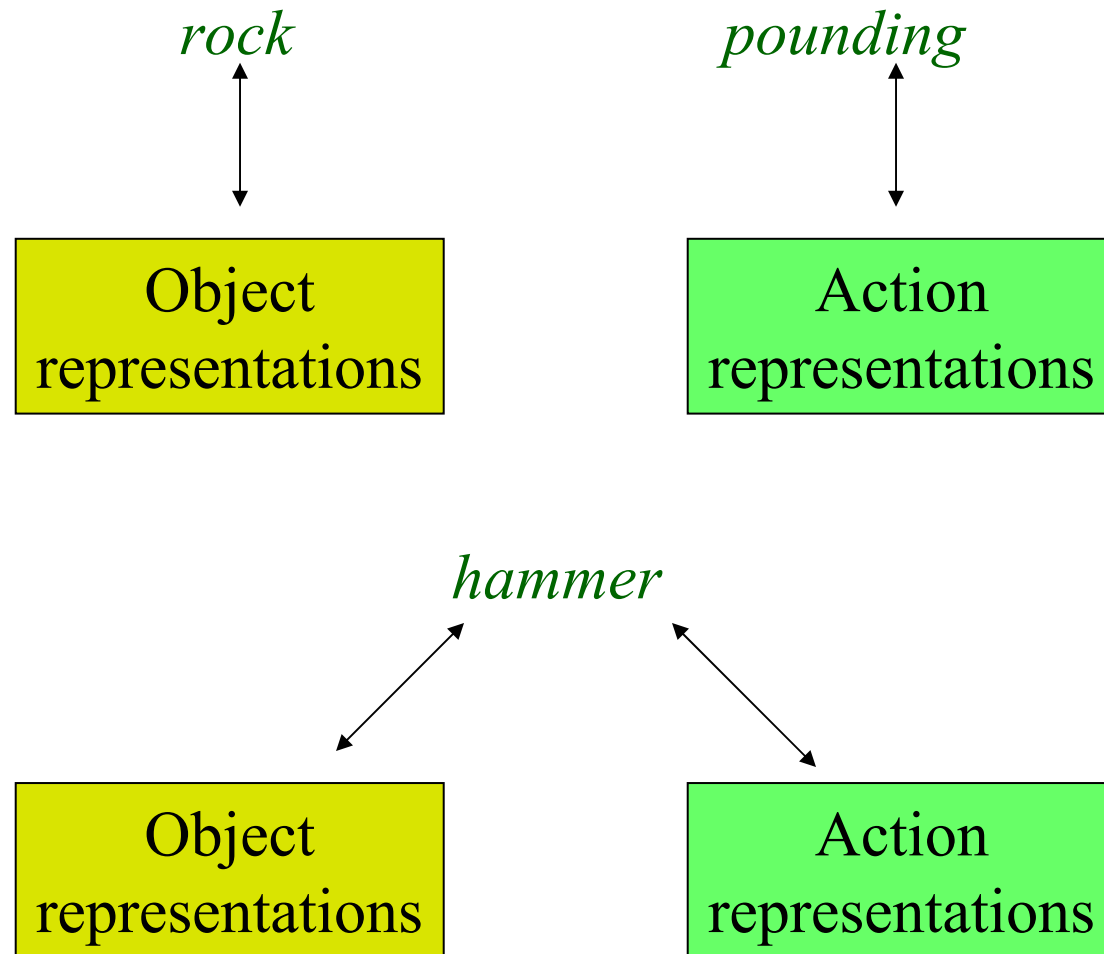 rock
pounding
Object
representations
Action
representations
hammer
Object
representations
Action
representations